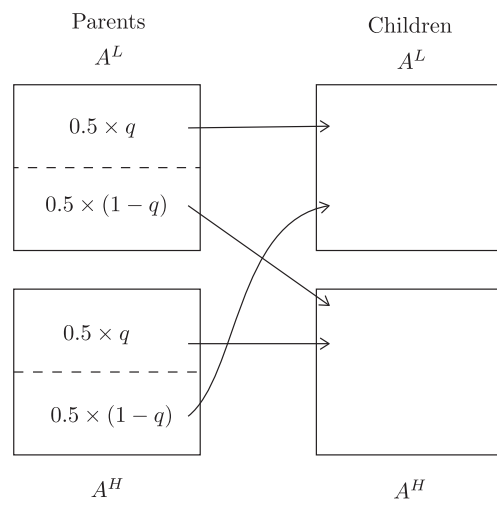 Parents
A^L
0.5 × q
0.5 × (1 − q)
0.5 × q
0.5 × (1 − q)
A^H
Children
A^L
A^H